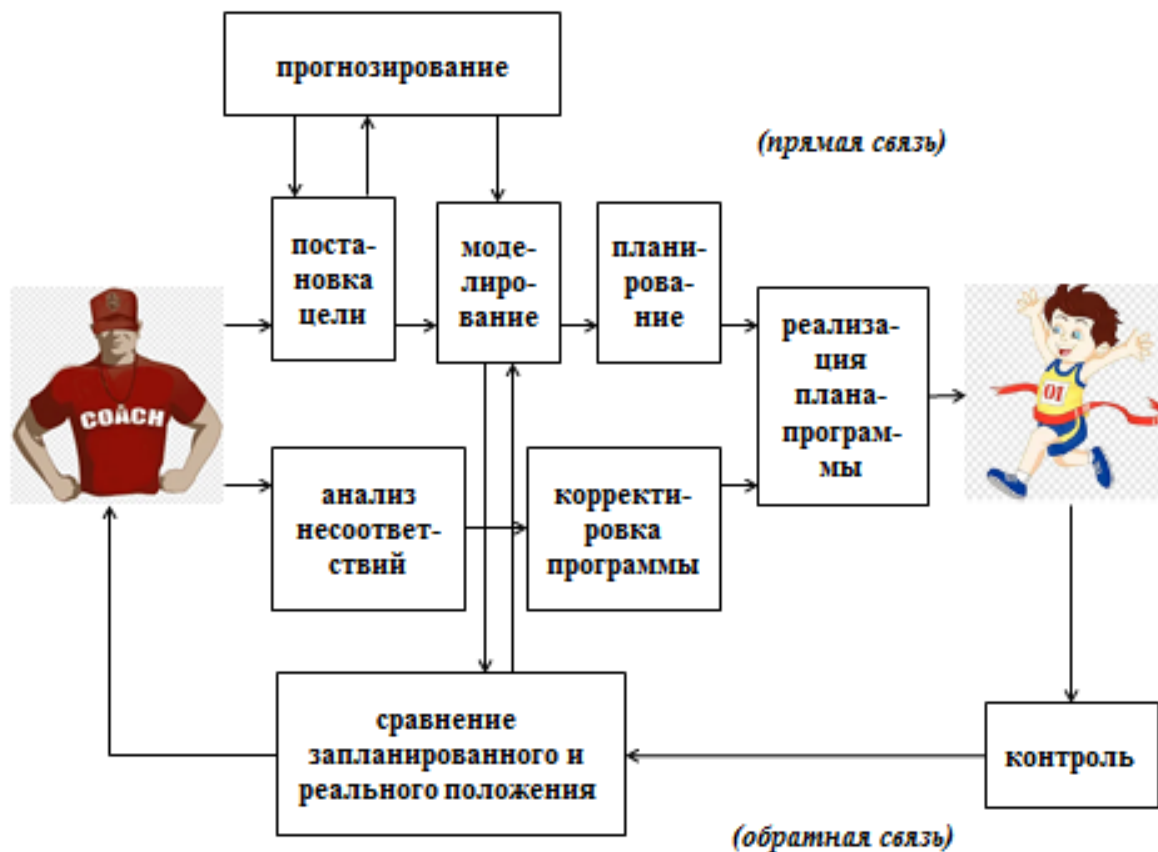 прогнозирование
(прямая связь)
поста-
новка
цели
моде-
лиро-
вание
плани-
рова-
ние
реализа-
ция
плана-
програм-
мы
COACH
01
анализ
несоответ-
ствий
корректи-
ровка
программы
сравнение
запланированного и
реального положения
контроль
(обратная связь)